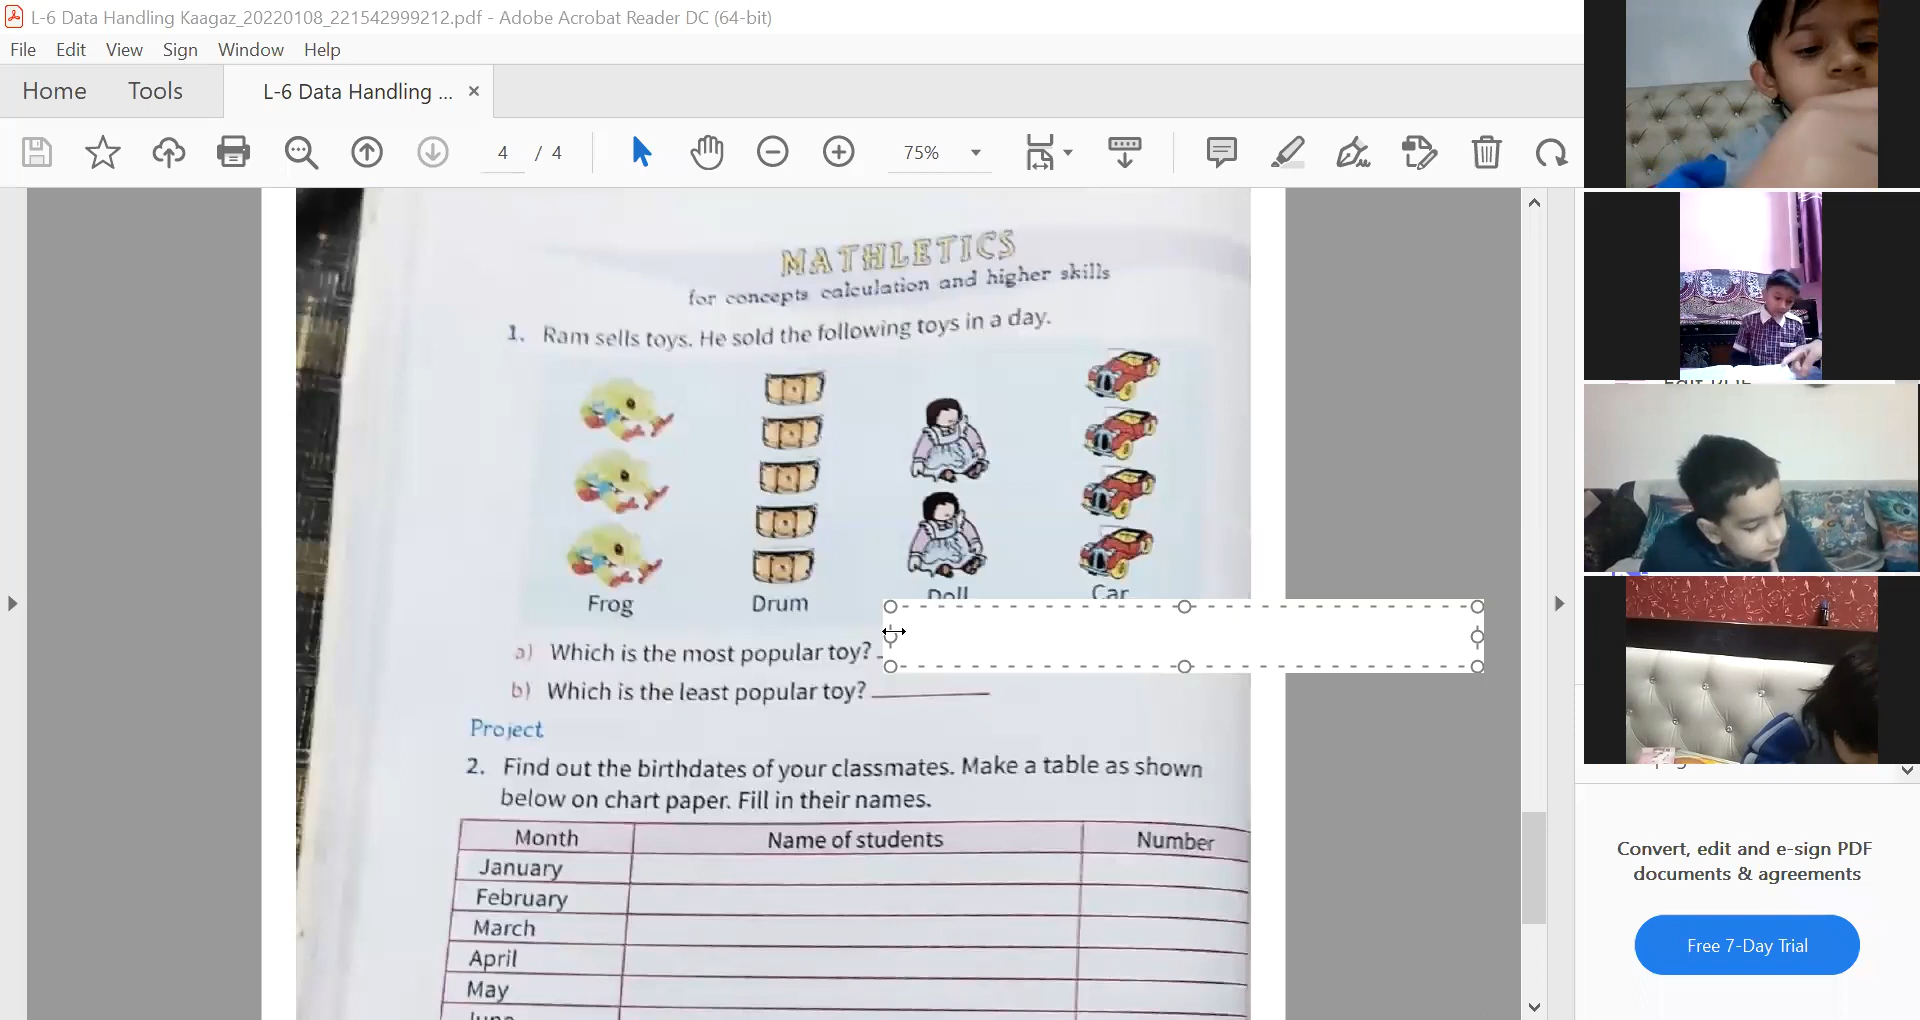 L-6 Data Handling Kaagaz_20220108_221542999212.pdf - Adobe Acrobat Reader DC (64-bit)
File Edit View Sign Window Help
Home Tools L-6 Data Handling ... ×
4 / 4 75%
MATHLETICS
for concepts calculation and higher skills
1. Ram sells toys. He sold the following toys in a day.
Frog Drum Doll Car
a) Which is the most popular toy?
b) Which is the least popular toy?
Project
2. Find out the birthdates of your classmates. Make a table as shown
below on chart paper. Fill in their names.
Month Name of students Number
January
February
March
April
May
June
Convert, edit and e-sign PDF
documents & agreements
Free 7-Day Trial